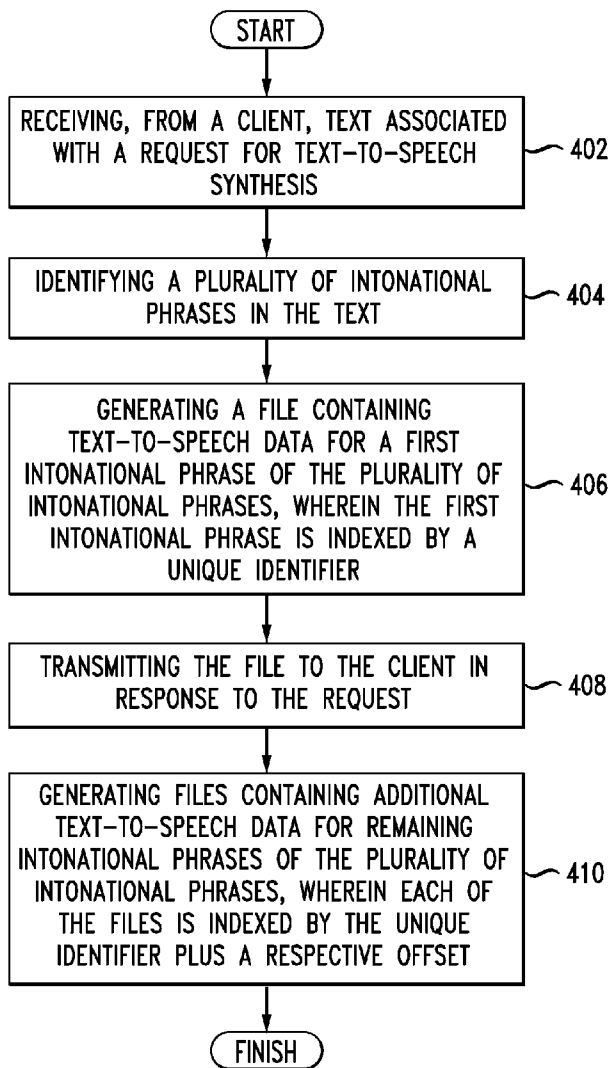 START
RECEIVING, FROM A CLIENT, TEXT ASSOCIATED
WITH A REQUEST FOR TEXT-TO-SPEECH
SYNTHESIS
402
IDENTIFYING A PLURALITY OF INTONATIONAL
PHRASES IN THE TEXT
404
GENERATING A FILE CONTAINING
TEXT-TO-SPEECH DATA FOR A FIRST
INTONATIONAL PHRASE OF THE PLURALITY OF
INTONATIONAL PHRASES, WHEREIN THE FIRST
INTONATIONAL PHRASE IS INDEXED BY A
UNIQUE IDENTIFIER
406
TRANSMITTING THE FILE TO THE CLIENT IN
RESPONSE TO THE REQUEST
408
GENERATING FILES CONTAINING ADDITIONAL
TEXT-TO-SPEECH DATA FOR REMAINING
INTONATIONAL PHRASES OF THE PLURALITY OF
INTONATIONAL PHRASES, WHEREIN EACH OF
THE FILES IS INDEXED BY THE UNIQUE
IDENTIFIER PLUS A RESPECTIVE OFFSET
410
FINISH